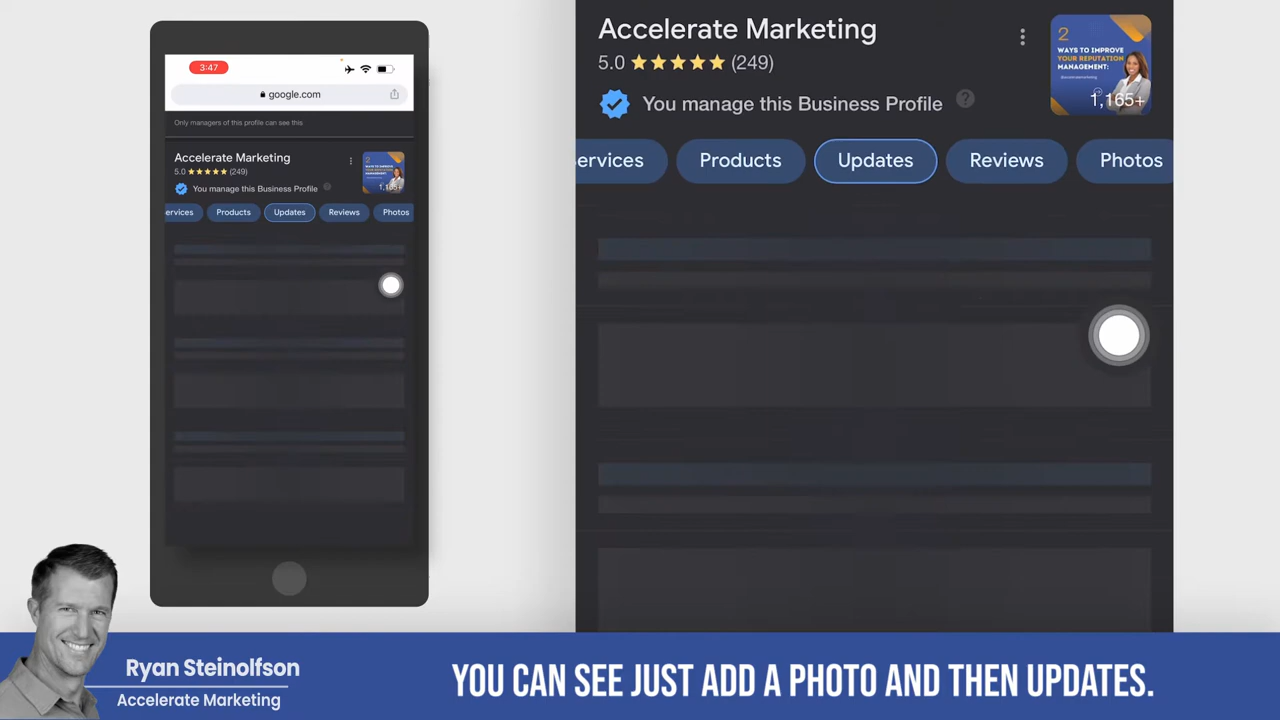 3:47
google.com
Only managers of this profile can see this
Accelerate Marketing
5.0 (249)
You manage this Business Profile ?
1,165+
2
ervices Products Updates Reviews Photos
Accelerate Marketing
5.0 (249)
You manage this Business Profile ?
2
WAYS TO IMPROVE
YOUR REPUTATION
MANAGEMENT:
1,165+
ervices Products Updates Reviews Photos
Ryan Steinolfson
Accelerate Marketing
YOU CAN SEE JUST ADD A PHOTO AND THEN UPDATES.